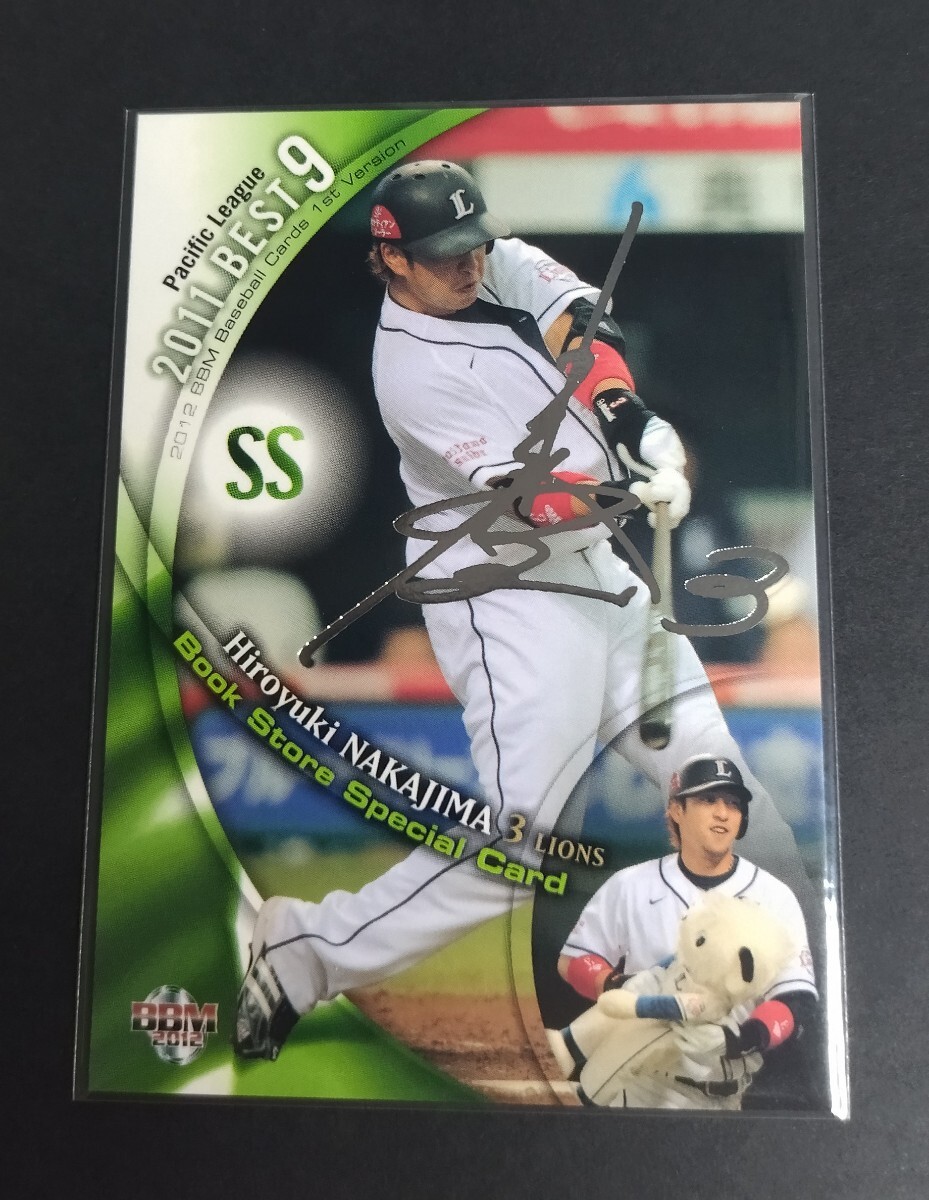 Pacific League
2011 BEST 9
2012 BBM Baseball Cards 1st Version
L
SS
3
Hiroyuki NAKAJIMA 3 LIONS
Book Store Special Card
L
BBM
2012